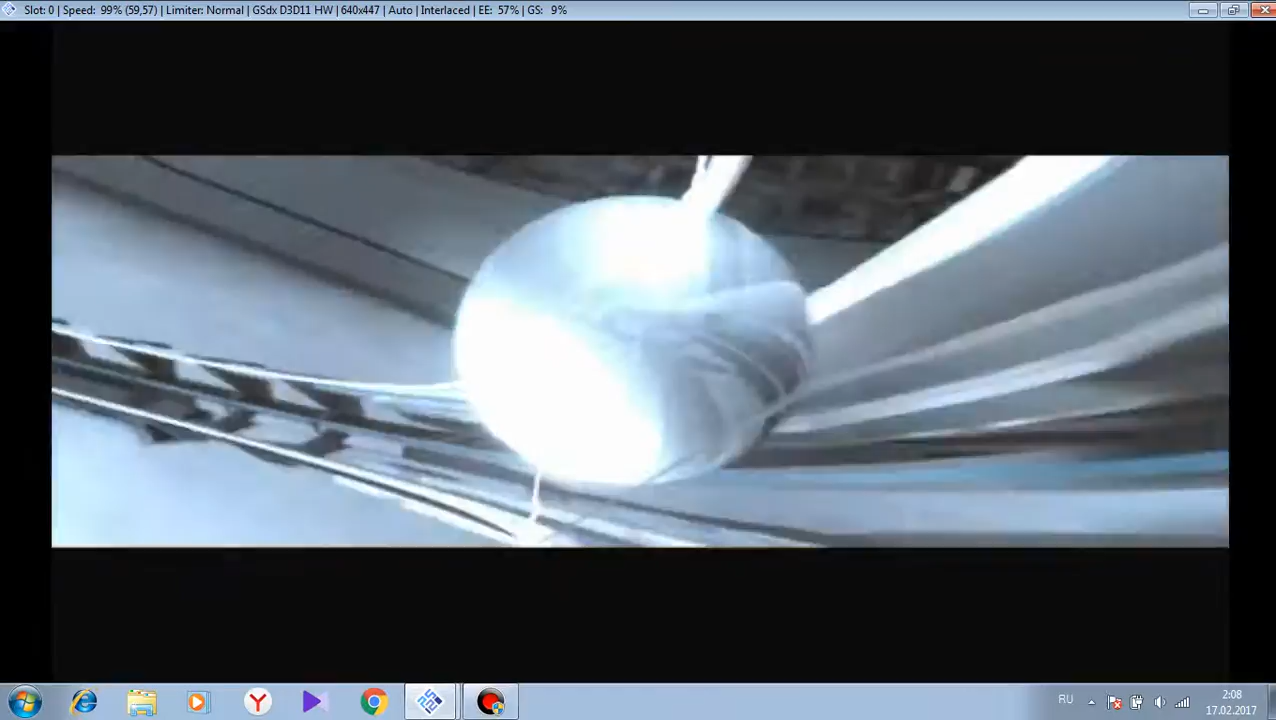 Slot: 0 | Speed: 99% (59,57) | Limiter: Normal | GSdx D3D11 HW | 640x447 | Auto | Interlaced | EE: 57% | GS: 9%
RU
2:08
17.02.2017